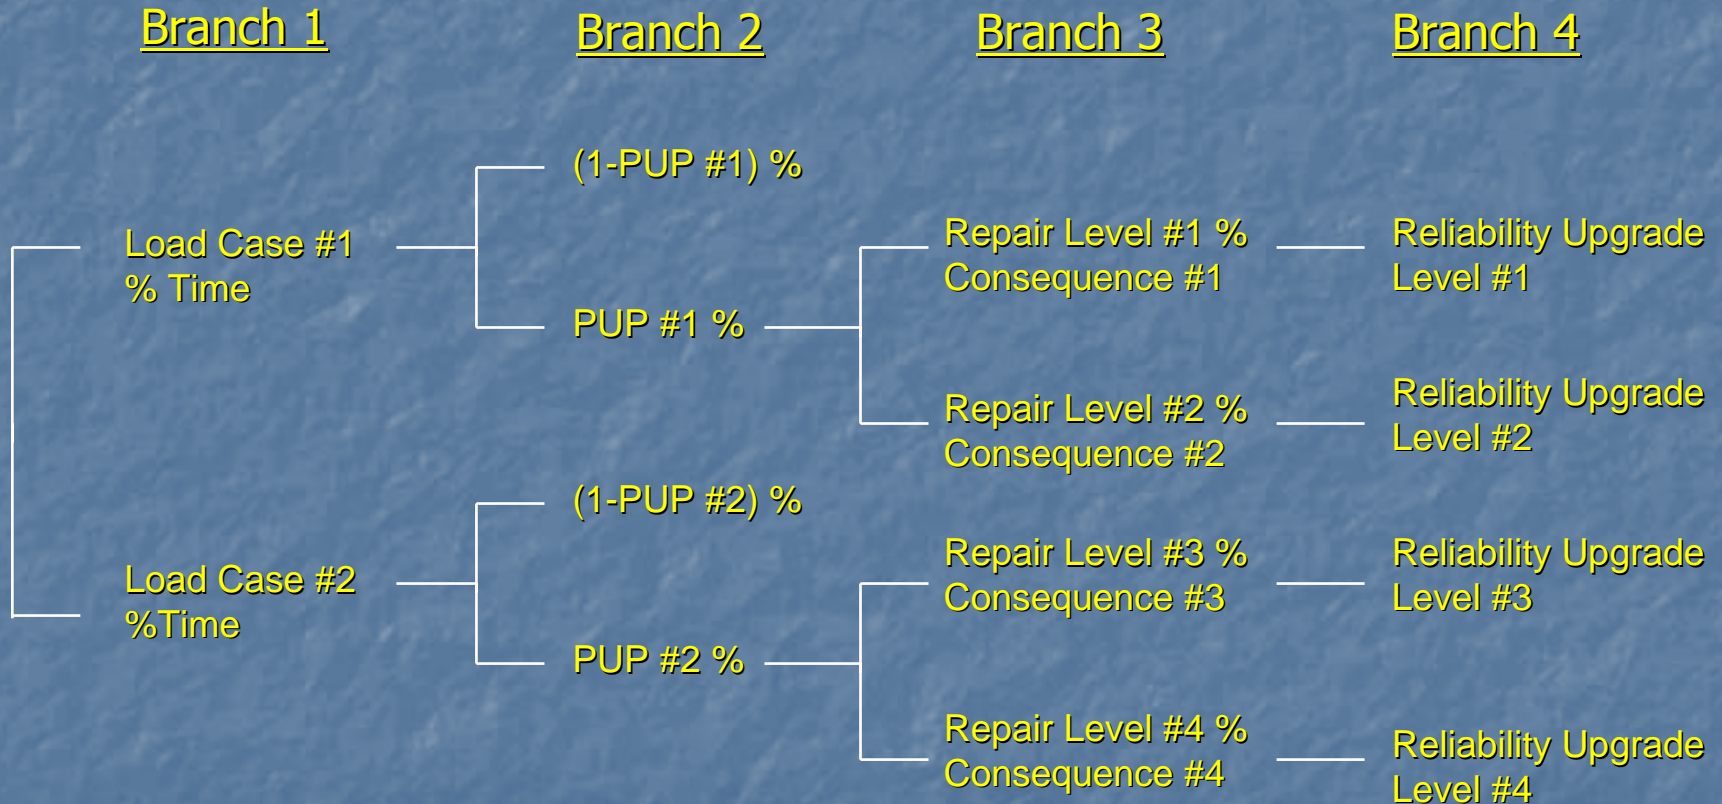 Branch 1
Branch 2
Branch 3
Branch 4
(1-PUP #1) %
Load Case #1
% Time
PUP #1 %
Repair Level #1 %
Consequence #1
Reliability Upgrade
Level #1
Repair Level #2 %
Consequence #2
Reliability Upgrade
Level #2
(1-PUP #2) %
Load Case #2
%Time
PUP #2 %
Repair Level #3 %
Consequence #3
Reliability Upgrade
Level #3
Repair Level #4 %
Consequence #4
Reliability Upgrade
Level #4